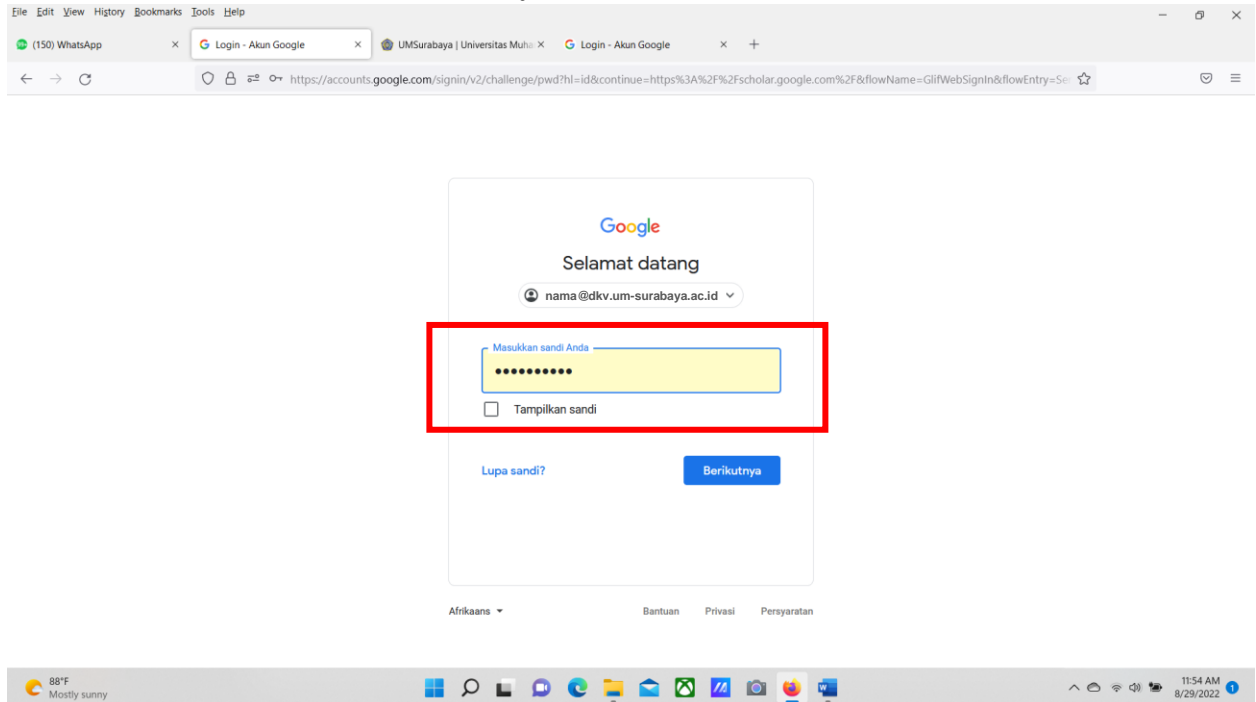 File Edit View History Bookmarks Tools Help
(150) WhatsApp
Login - Akun Google
UMSurabaya | Universitas Muha
Login - Akun Google
https://accounts.google.com/signin/v2/challenge/pwd?hl=id&continue=https%3A%2F%2Fscholar.google.com%2F&flowName=GlifWebSignIn&flowEntry=Se
Google
Selamat datang
nama@dkv.um-surabaya.ac.id
Masukkan sandi Anda
Tampilkan sandi
Lupa sandi?
Berikutnya
Afrikaans
Bantuan Privasi Persyaratan
88°F
Mostly sunny
11:54 AM
8/29/2022
1